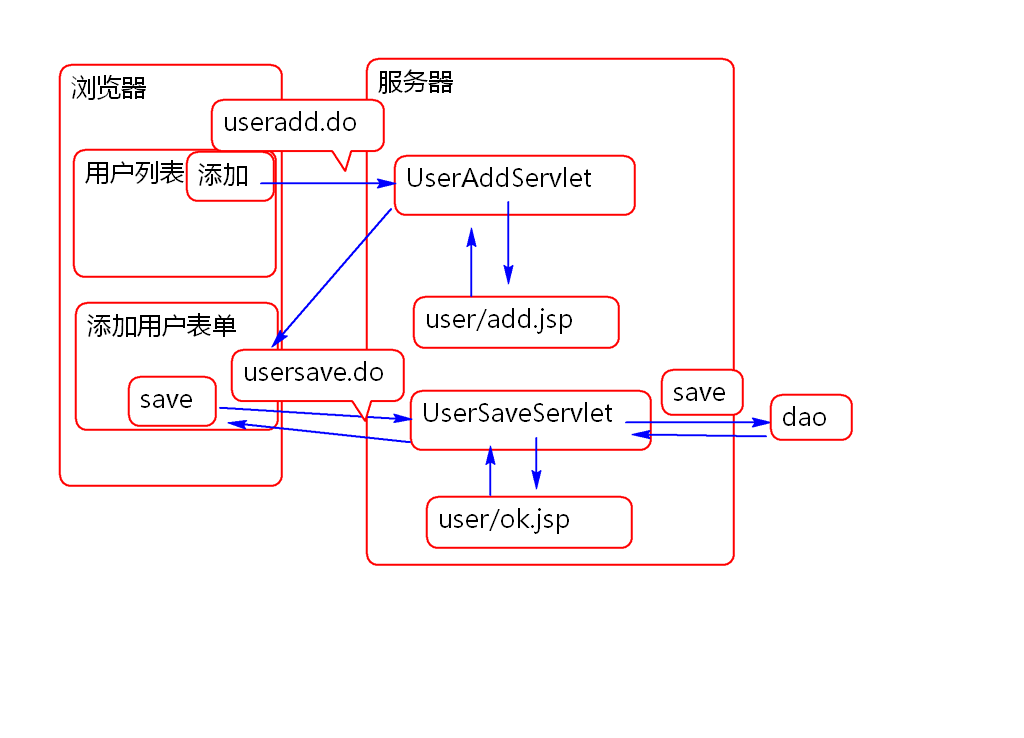 浏览器
服务器
useradd.do
用户列表
添加
UserAddServlet
user/add.jsp
添加用户表单
usersave.do
save
UserSaveServlet
save
dao
user/ok.jsp